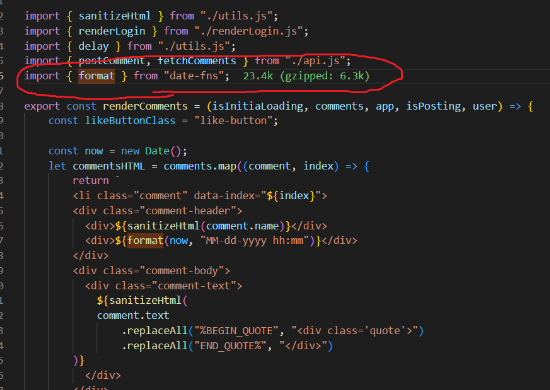 import { sanitizeHtml } from "./utils.js";
import { renderLogin } from "./renderLogin.js";
import { delay } from "./utils.js";
import { postComment, fetchComments } from "./api.js";
import { format } from "date-fns";  23.4k (gzipped: 6.3k)
export const renderComments = (isInitiaLoading, comments, app, isPosting, user) => {
const likeButtonClass = "like-button";
const now = new Date();
let commentsHTML = comments.map((comment, index) => {
return `
<li class="comment" data-index="${index}">
<div class="comment-header">
<div>${sanitizeHtml(comment.name)}</div>
<div>${format(now, "MM-dd-yyyy hh:mm")}</div>
</div>
<div class="comment-body">
<div class="comment-text">
${sanitizeHtml(
comment.text
.replaceAll("%BEGIN_QUOTE", "<div class='quote'>")
.replaceAll("END_QUOTE%", "</div>")
)}
</div>